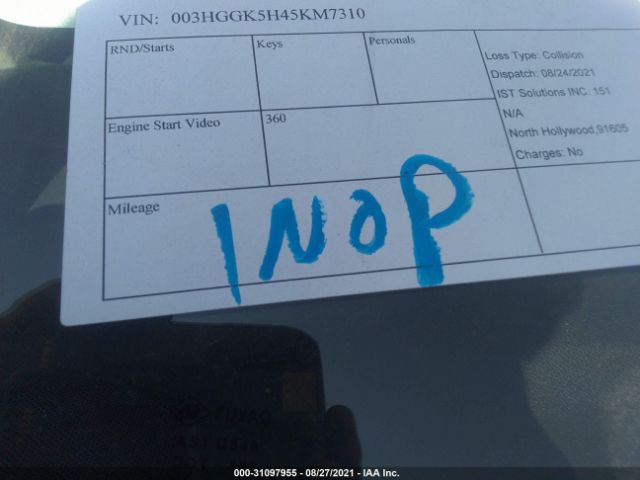 VIN: 003HGGK5H45KM7310
RND/Starts
Keys
Personals
Loss Type: Collision
Dispatch: 08/24/2021
IST Solutions INC. 151
N/A
North Hollywood,91605
Charges: No
Engine Start Video
360
Mileage
INOP
FUYAO
000-31097955 - 08/27/2021 - IAA Inc.